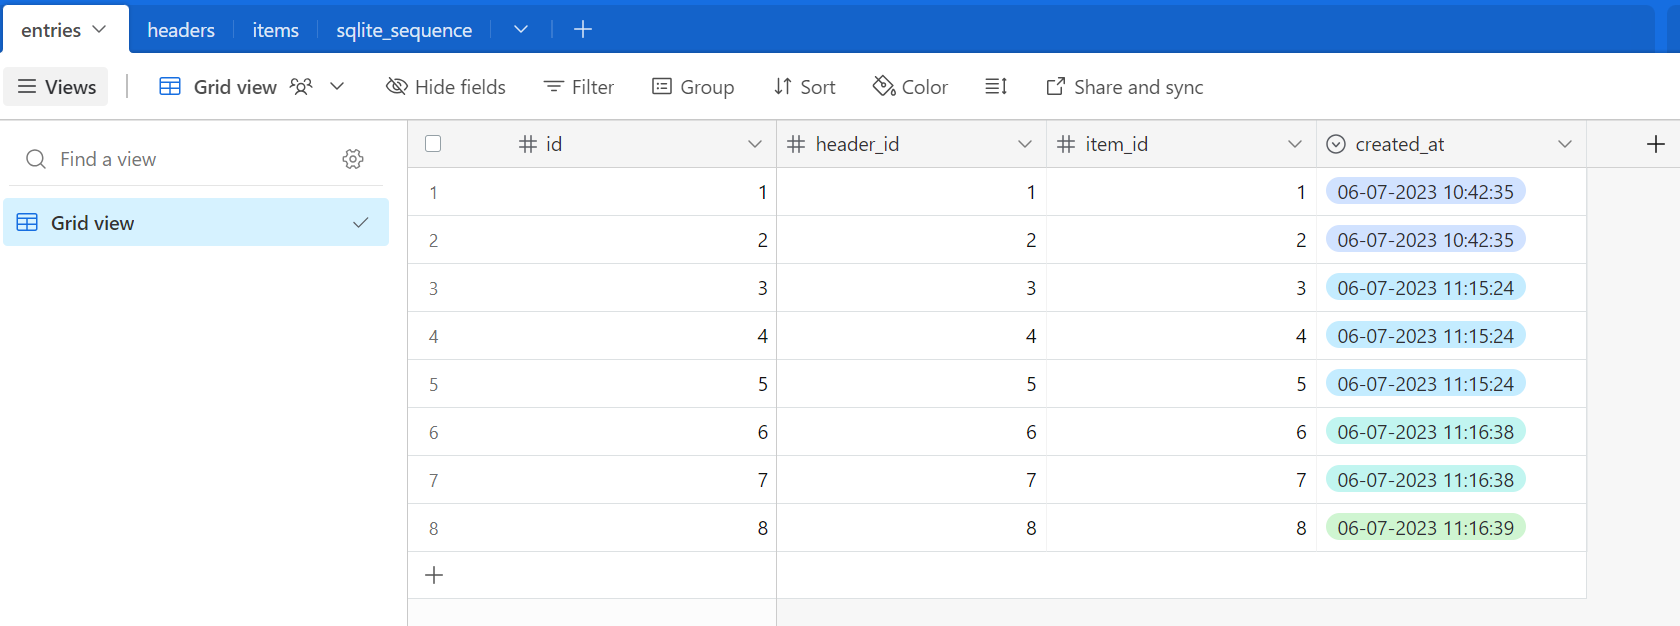 entries headers items sqlite_sequence
Views Grid view Hide fields Filter Group Sort Color Share and sync
Find a view
Grid view
id header_id item_id created_at
1 1 1 1 06-07-2023 10:42:35
2 2 2 2 06-07-2023 10:42:35
3 3 3 3 06-07-2023 11:15:24
4 4 4 4 06-07-2023 11:15:24
5 5 5 5 06-07-2023 11:15:24
6 6 6 6 06-07-2023 11:16:38
7 7 7 7 06-07-2023 11:16:38
8 8 8 8 06-07-2023 11:16:39